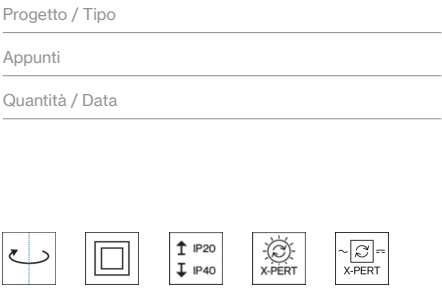 Progetto / Tipo
Appunti
Quantità / Data
IP20
IP40
X-PERT
X-PERT